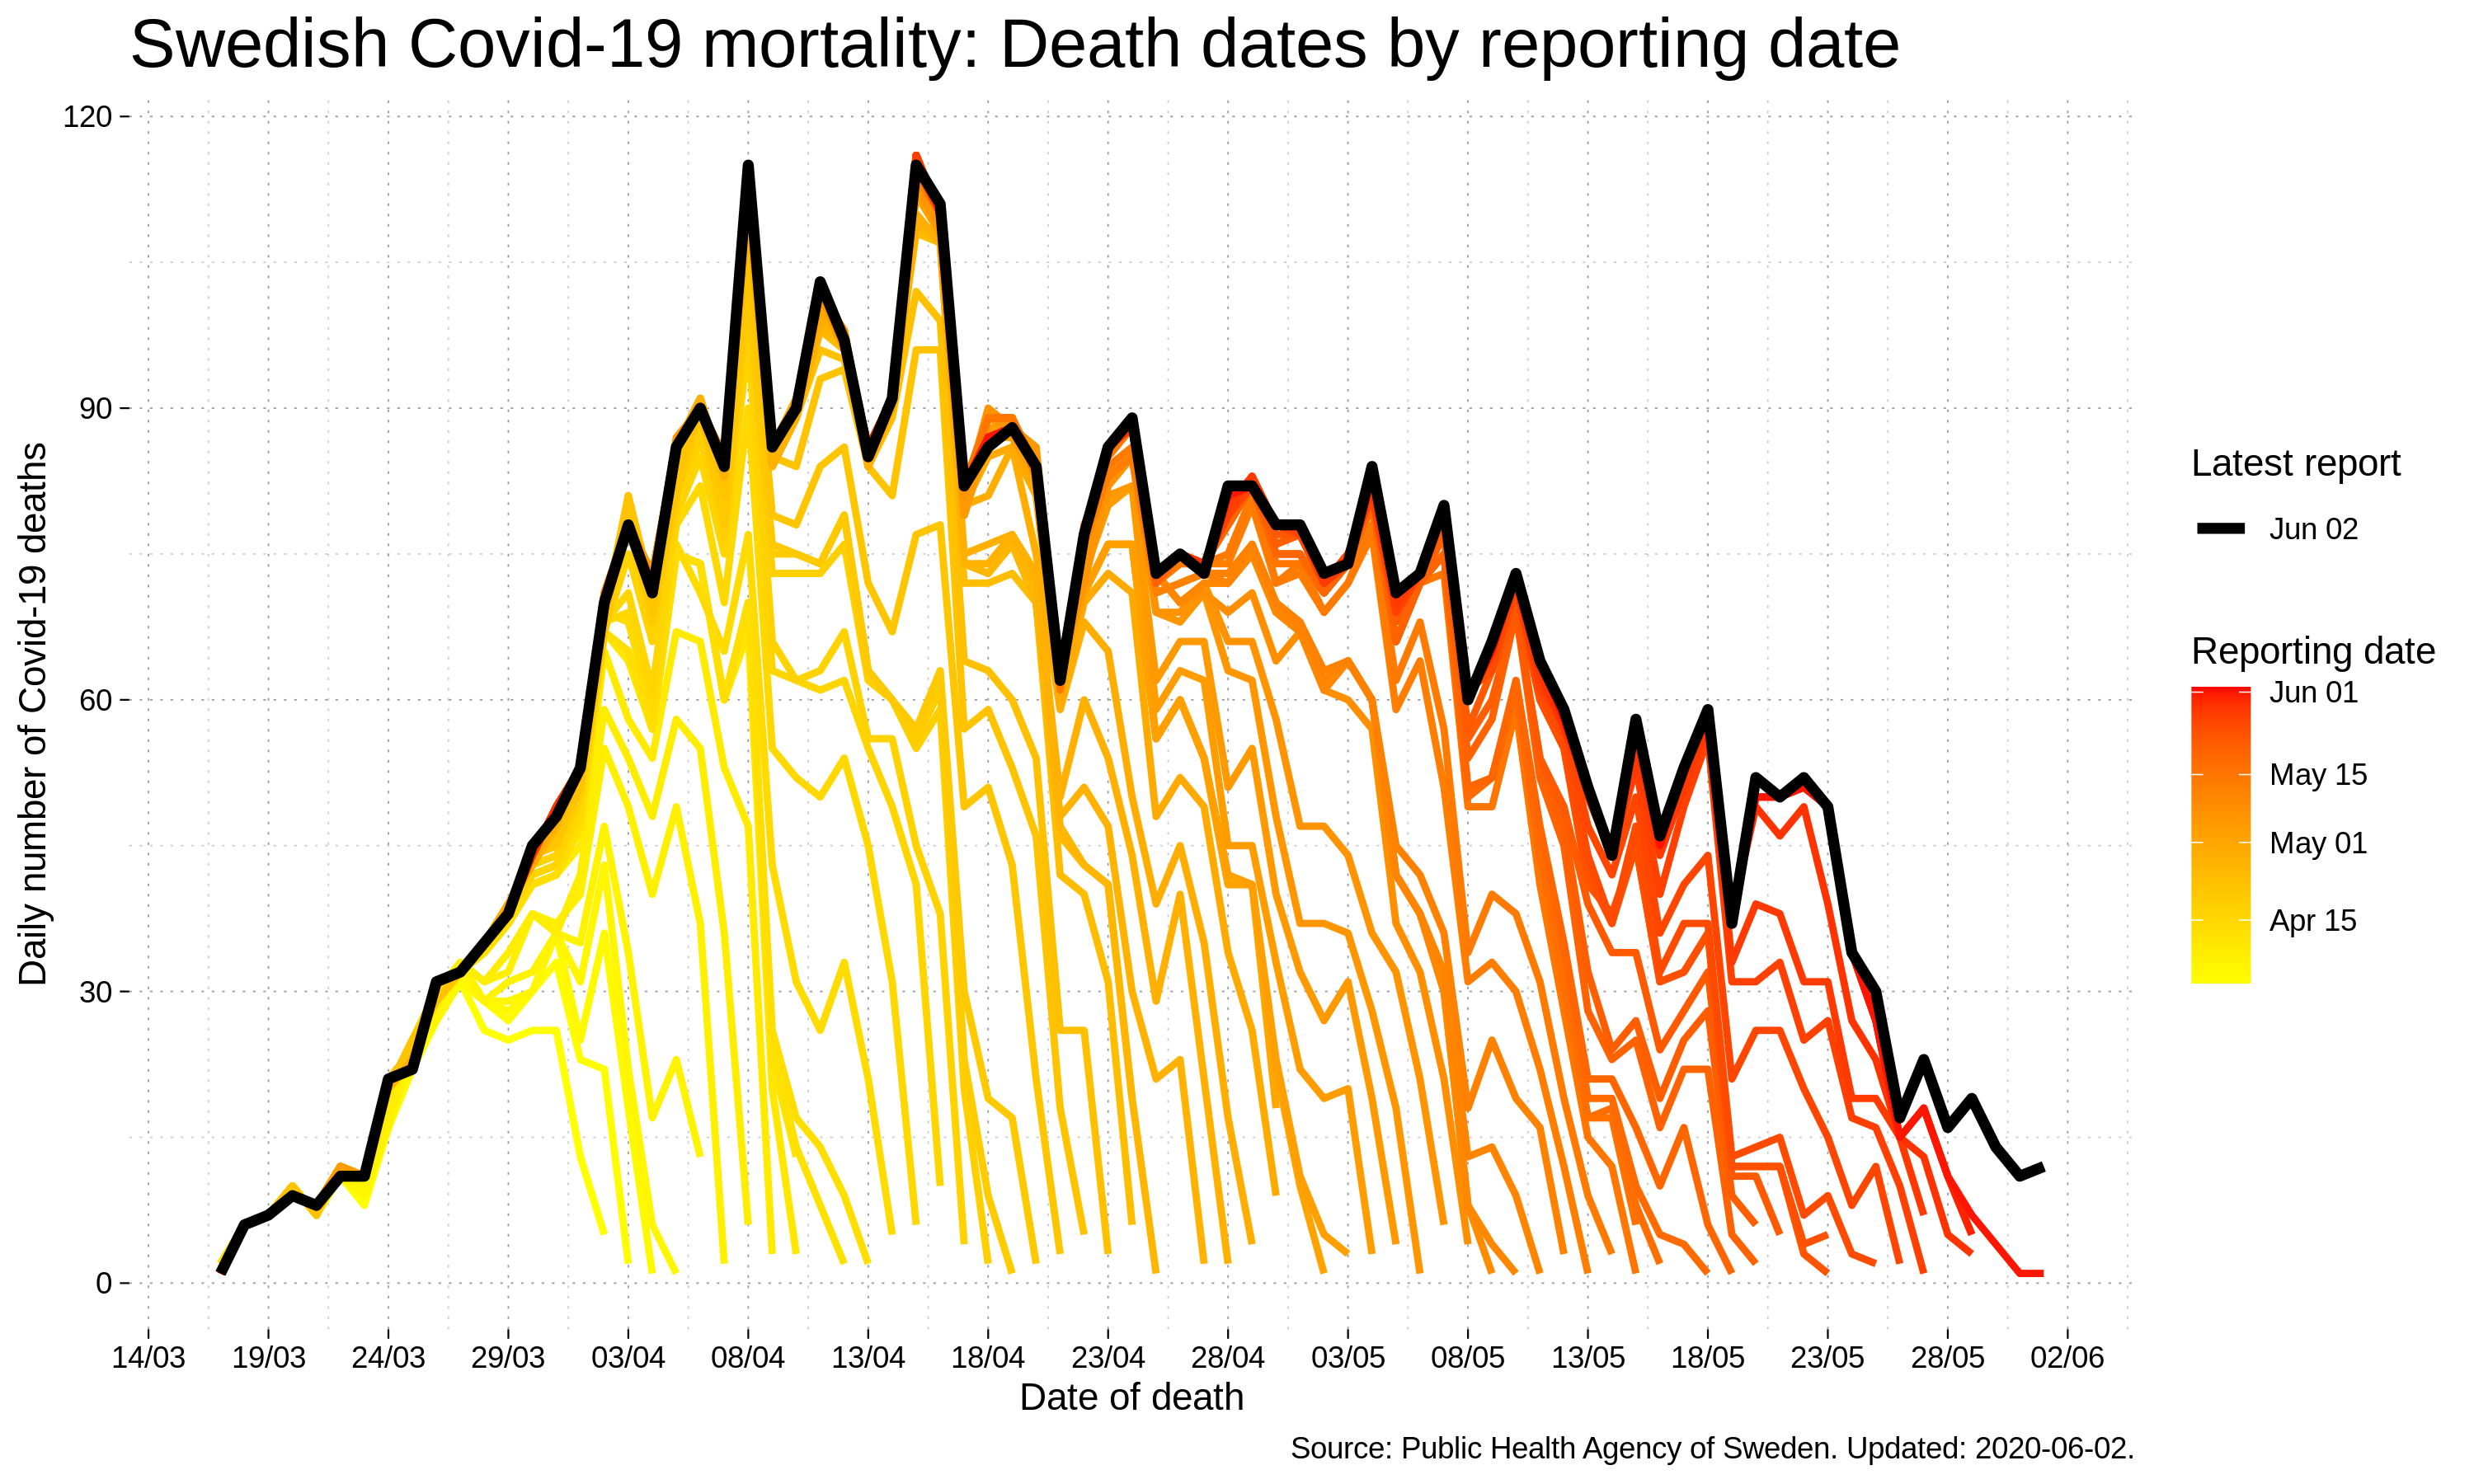 Swedish Covid-19 mortality: Death dates by reporting date
Daily number of Covid-19 deaths
120
90
60
30
0
14/03 19/03 24/03 29/03 03/04 08/04 13/04 18/04 23/04 28/04 03/05 08/05 13/05 18/05 23/05 28/05 02/06
Date of death
Latest report
Jun 02
Reporting date
Jun 01
May 15
May 01
Apr 15
Source: Public Health Agency of Sweden. Updated: 2020-06-02.